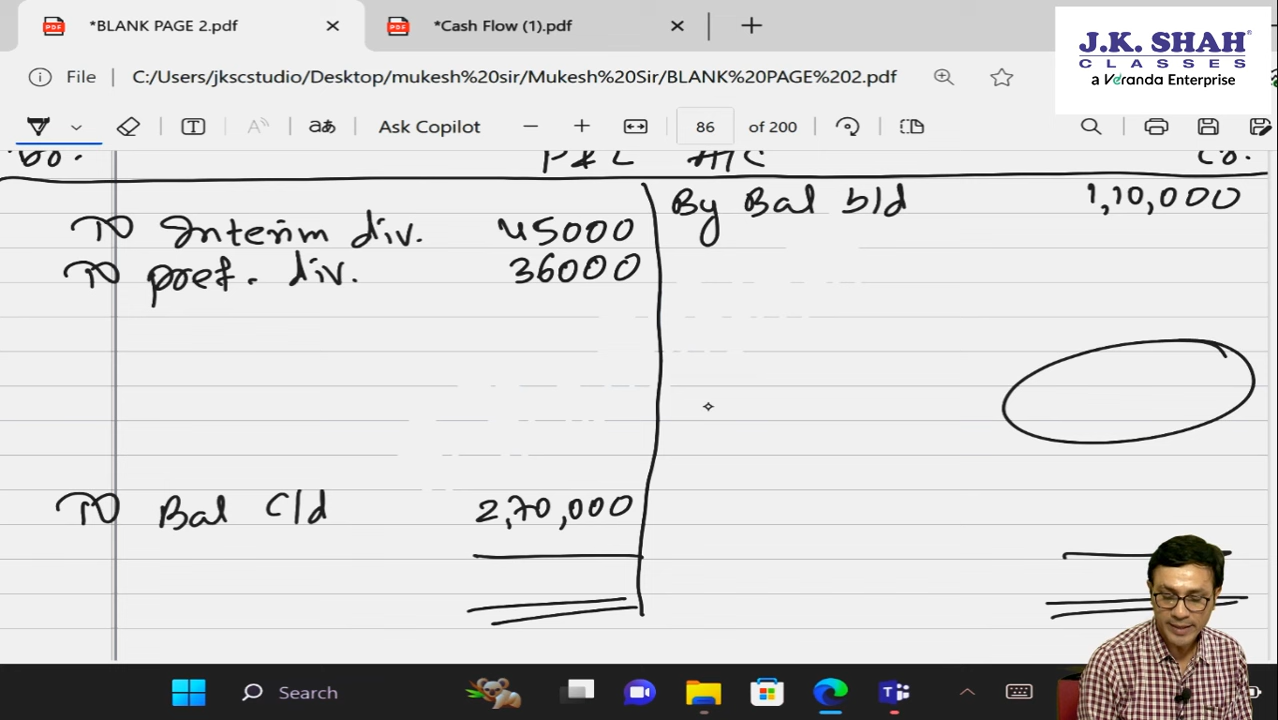 *BLANK PAGE 2.pdf
*Cash Flow (1).pdf
J.K. SHAH®
CLASSES
a Veranda Enterprise
File
C:/Users/jkscstudio/Desktop/mukesh%20sir/Mukesh%20Sir/BLANK%20PAGE%202.pdf
aあ
Ask Copilot
86 of 200
P&L A/C
By Bal b/d 1,10,000
TO Interim div. 45000
TO pref. div. 36000
TO Bal c/d 2,70,000
Search